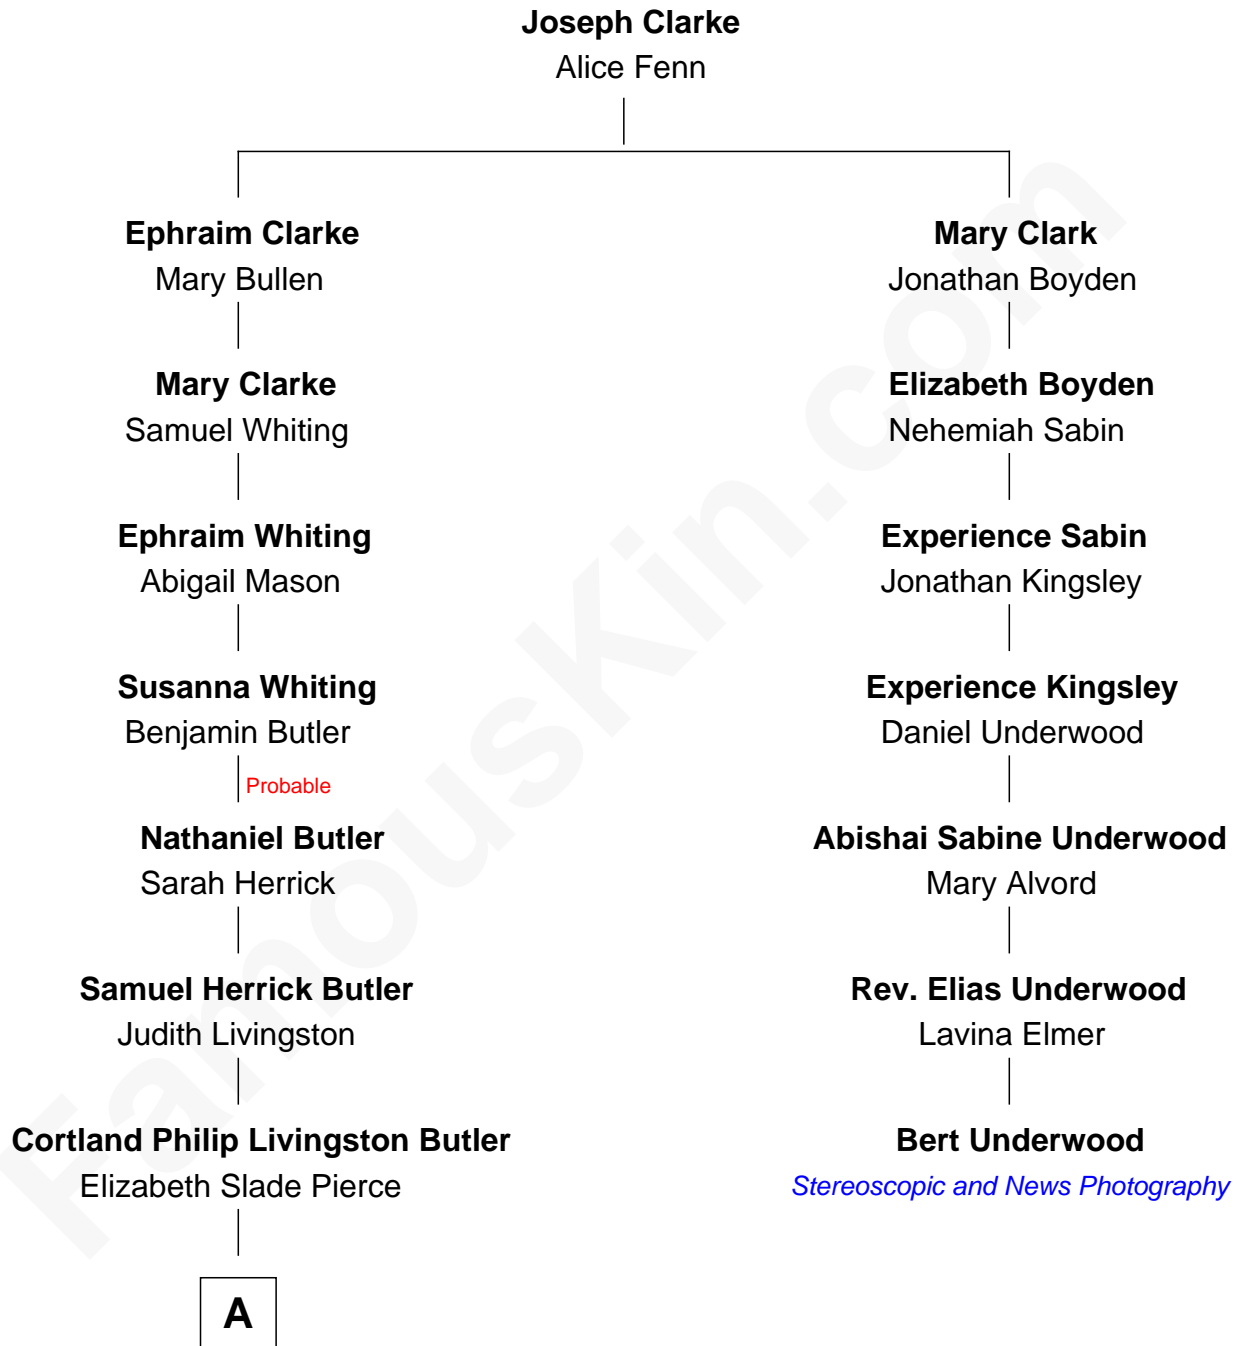 Joseph Clarke
Alice Fenn
Ephraim Clarke
Mary Bullen
Mary Clark
Jonathan Boyden
Mary Clarke
Samuel Whiting
Elizabeth Boyden
Nehemiah Sabin
Ephraim Whiting
Abigail Mason
Experience Sabin
Jonathan Kingsley
Susanna Whiting
Benjamin Butler
Experience Kingsley
Daniel Underwood
Probable
Nathaniel Butler
Sarah Herrick
Abishai Sabine Underwood
Mary Alvord
Samuel Herrick Butler
Judith Livingston
Rev. Elias Underwood
Lavina Elmer
Cortland Philip Livingston Butler
Elizabeth Slade Pierce
Bert Underwood
Stereoscopic and News Photography
A
FamousKin.com